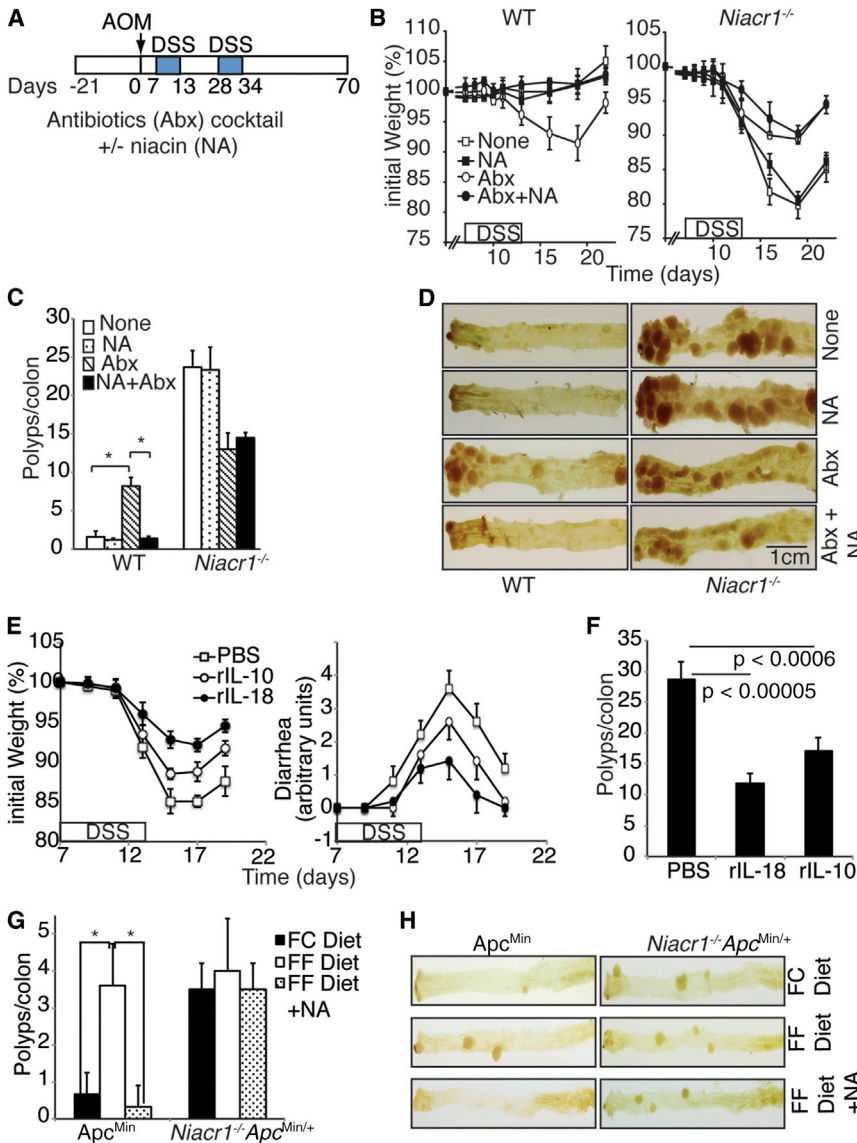 A
AOM
DSS DSS
Days -21 0 7 13 28 34 70
Antibiotics (Abx) cocktail
+/- niacin (NA)
B
WT Niacr1-/-
initial Weight (%)
110
105
100
95
90
85
80
75
None
NA
Abx
Abx+NA
DSS
10 15 20
100
95
90
85
80
75
DSS
10 15 20
Time (days)
C
Polyps/colon
30
25
20
15
10
5
0
None
NA
Abx
NA+Abx
* *
WT Niacr1-/-
D
None
NA
Abx
Abx +
NA
1cm
WT Niacr1-/-
E
initial Weight (%)
105
100
95
90
85
80
PBS
rIL-10
rIL-18
DSS
7 12 17 22
Diarrhea
(arbitrary units)
4
3
2
1
0
-1
DSS
7 12 17 22
Time (days)
F
Polyps/colon
35
30
25
20
15
10
5
0
p < 0.0006
p < 0.00005
PBS rIL-18 rIL-10
G
Polyps/colon
5
4
3
2
1
0
* *
FC Diet
FF Diet
FF Diet
+NA
ApcMin Niacr1-/-ApcMin/+
H
ApcMin Niacr1-/-ApcMin/+
FC
Diet
FF
Diet
FF
Diet
+NA